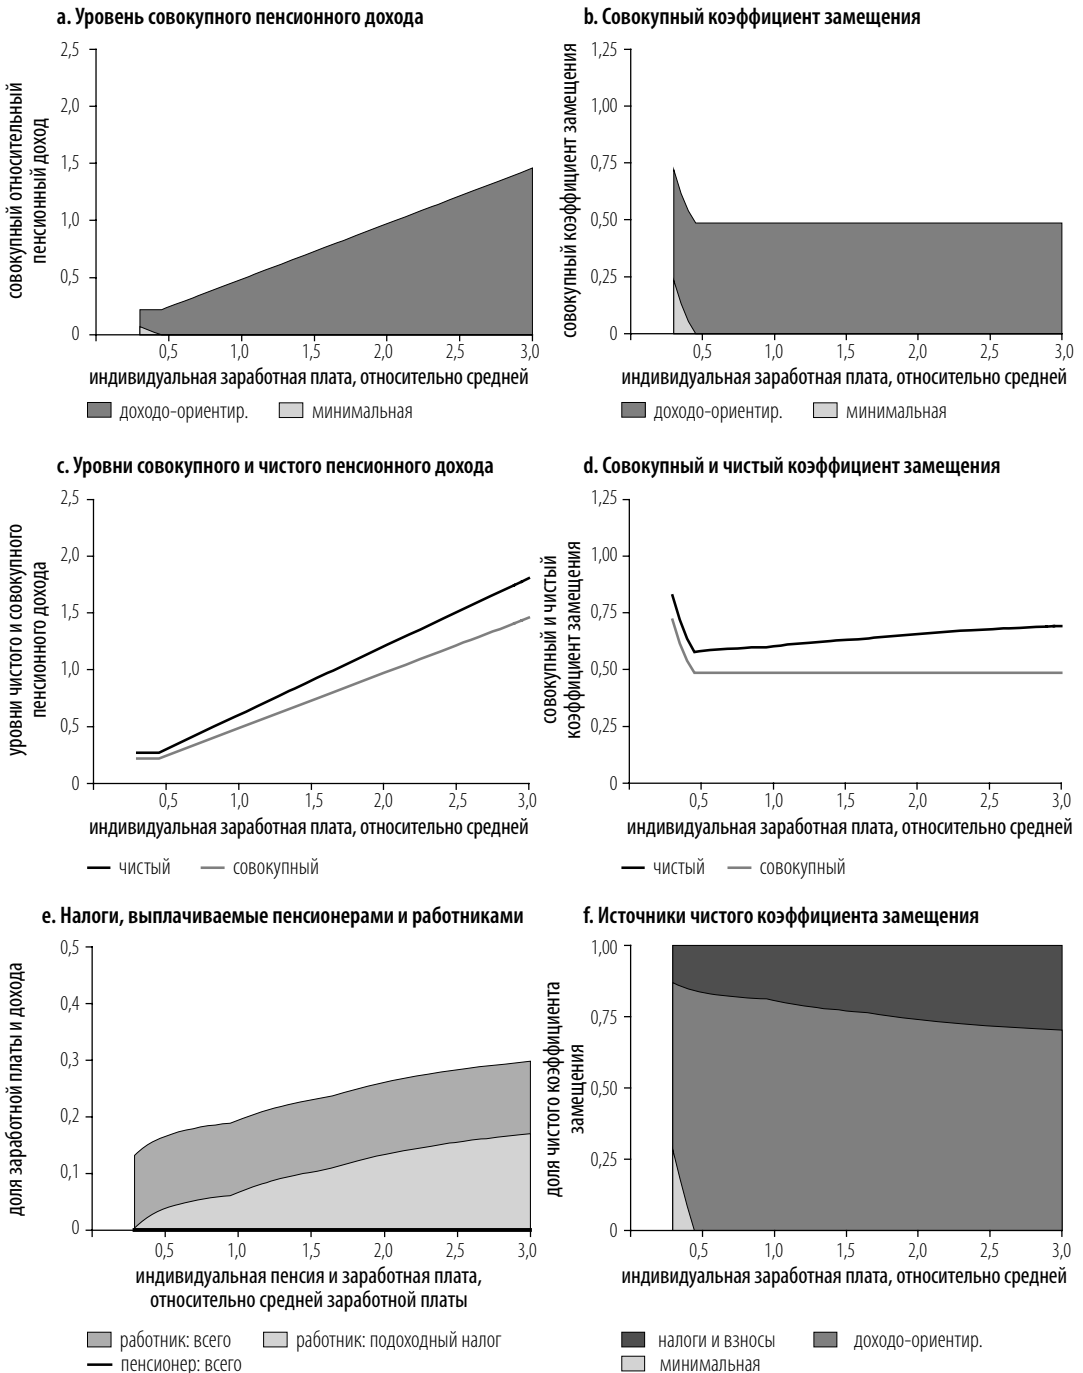 a. Уровень совокупного пенсионного дохода
совокупный относительный
пенсионный доход
2,5
2,0
1,5
1,0
0,5
0
0,5 1,0 1,5 2,0 2,5 3,0
индивидуальная заработная плата, относительно средней
доходо-ориентир. минимальная
b. Совокупный коэффициент замещения
совокупный коэффициент замещения
1,25
1,00
0,75
0,50
0,25
0
0,5 1,0 1,5 2,0 2,5 3,0
индивидуальная заработная плата, относительно средней
доходо-ориентир. минимальная
c. Уровни совокупного и чистого пенсионного дохода
уровни чистого и совокупного
пенсионного дохода
2,5
2,0
1,5
1,0
0,5
0
0,5 1,0 1,5 2,0 2,5 3,0
индивидуальная заработная плата, относительно средней
чистый совокупный
d. Совокупный и чистый коэффициент замещения
совокупный и чистый
коэффициент замещения
1,25
1,00
0,75
0,50
0,25
0
0,5 1,0 1,5 2,0 2,5 3,0
индивидуальная заработная плата, относительно средней
чистый совокупный
e. Налоги, выплачиваемые пенсионерами и работниками
доля заработной платы и дохода
0,5
0,4
0,3
0,2
0,1
0
0,5 1,0 1,5 2,0 2,5 3,0
индивидуальная пенсия и заработная плата,
относительно средней заработной платы
работник: всего работник: подоходный налог
пенсионер: всего
f. Источники чистого коэффициента замещения
доля чистого коэффициента
замещения
1,00
0,75
0,50
0,25
0
0,5 1,0 1,5 2,0 2,5 3,0
индивидуальная заработная плата, относительно средней
налоги и взносы доходо-ориентир.
минимальная